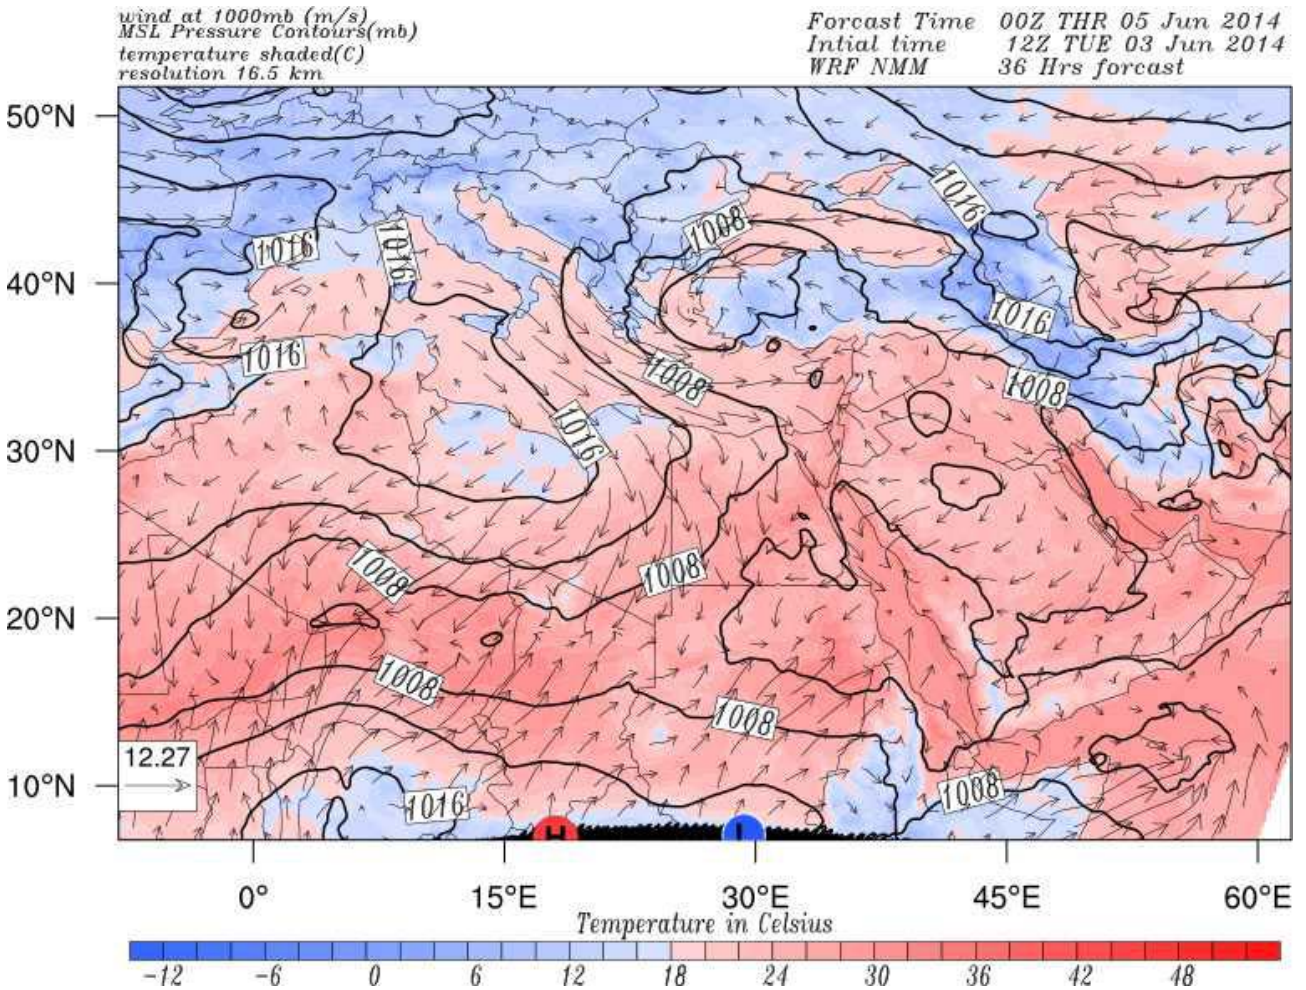 wind at 1000mb (m/s)
MSL Pressure Contours(mb)
temperature shaded(C)
resolution 16.5 km
Forcast Time 00Z THR 05 Jun 2014
Intial time 12Z TUE 03 Jun 2014
WRF NMM 36 Hrs forcast
50°N
1016
1008
1016
1016
40°N
1016
1016
1008
1008
1016
30°N
1008
1008
20°N
1008
1008
12.27
10°N
1016
1008
H
L
0°
15°E
30°E
45°E
60°E
Temperature in Celsius
-12
-6
0
6
12
18
24
30
36
42
48